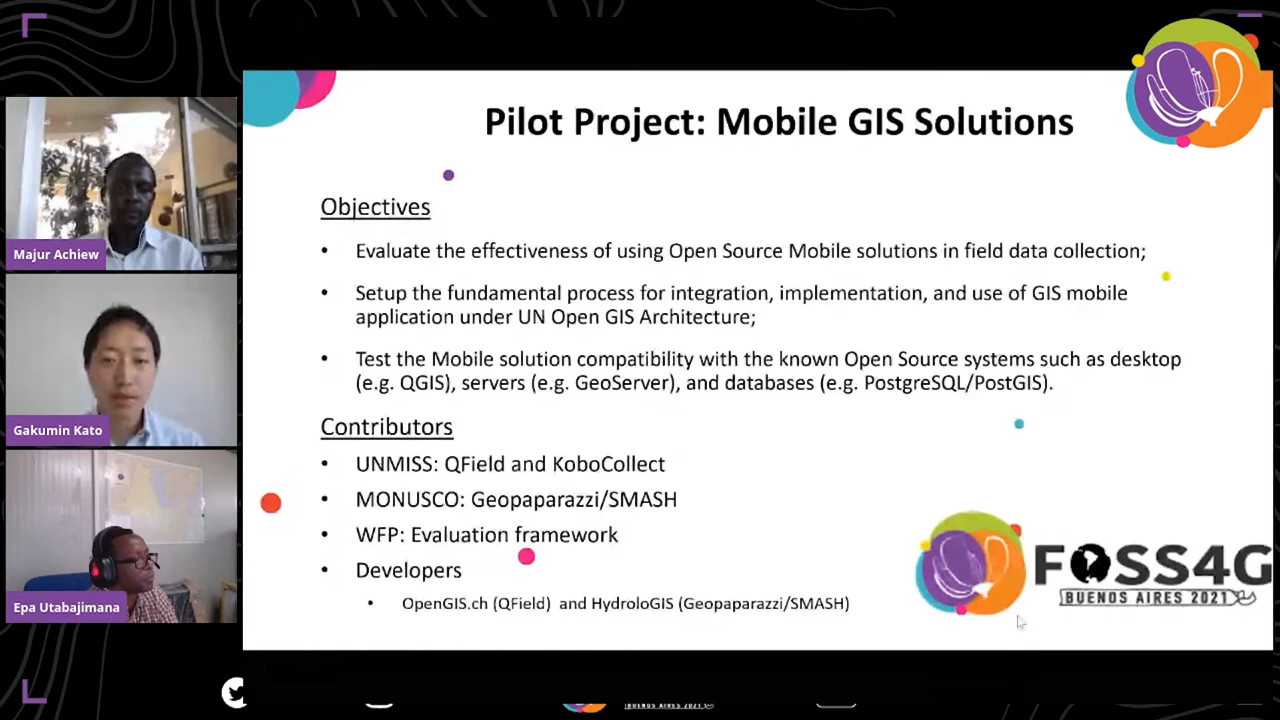 Pilot Project: Mobile GIS Solutions
Objectives
• Evaluate the effectiveness of using Open Source Mobile solutions in field data collection;
• Setup the fundamental process for integration, implementation, and use of GIS mobile
application under UN Open GIS Architecture;
• Test the Mobile solution compatibility with the known Open Source systems such as desktop
(e.g. QGIS), servers (e.g. GeoServer), and databases (e.g. PostgreSQL/PostGIS).
Contributors
• UNMISS: QField and KoboCollect
• MONUSCO: Geopaparazzi/SMASH
• WFP: Evaluation framework
• Developers
• OpenGIS.ch (QField) and HydroloGIS (Geopaparazzi/SMASH)
FOSS4G
BUENOS AIRES 2021
Majur Achiew
Gakumin Kato
Epa Utabajimana
BUENOS AIRES 2021